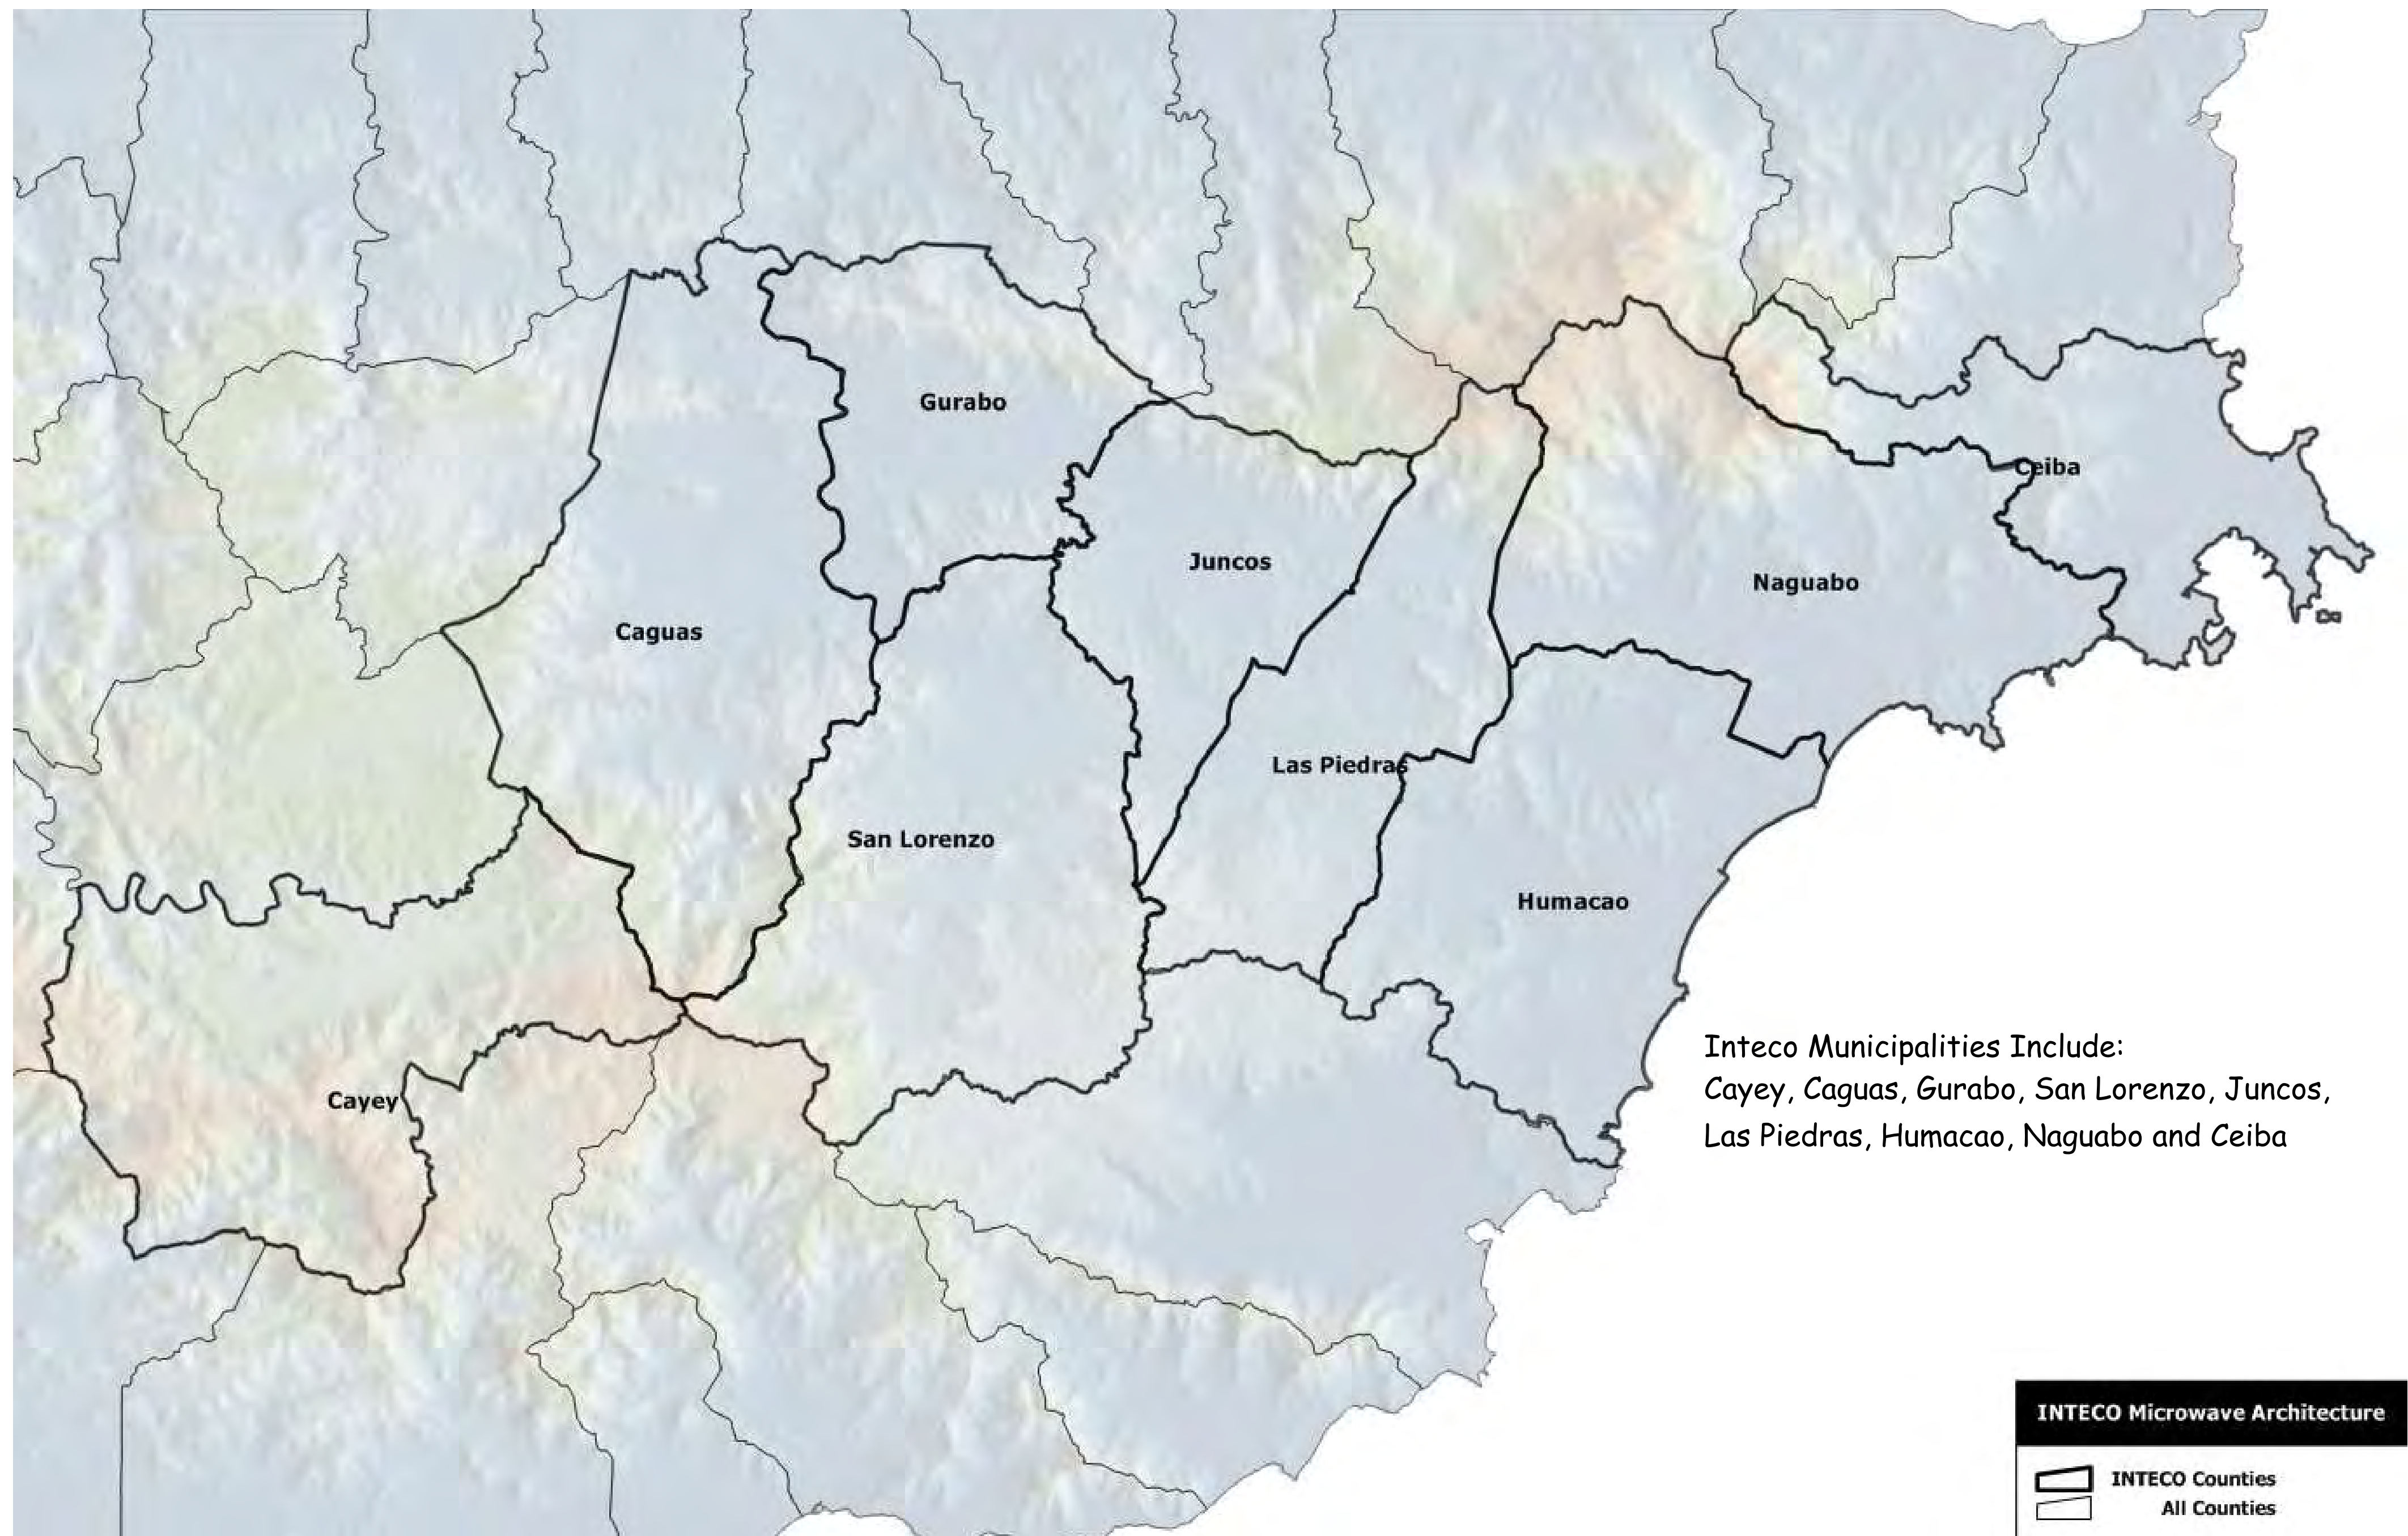 Gurabo
Ceiba
Juncos
Naguabo
Caguas
Las Piedras
San Lorenzo
Humacao
Cayey
Inteco Municipalities Include:
Cayey, Caguas, Gurabo, San Lorenzo, Juncos,
Las Piedras, Humacao, Naguabo and Ceiba
INTECO Microwave Architecture
INTECO Counties
All Counties